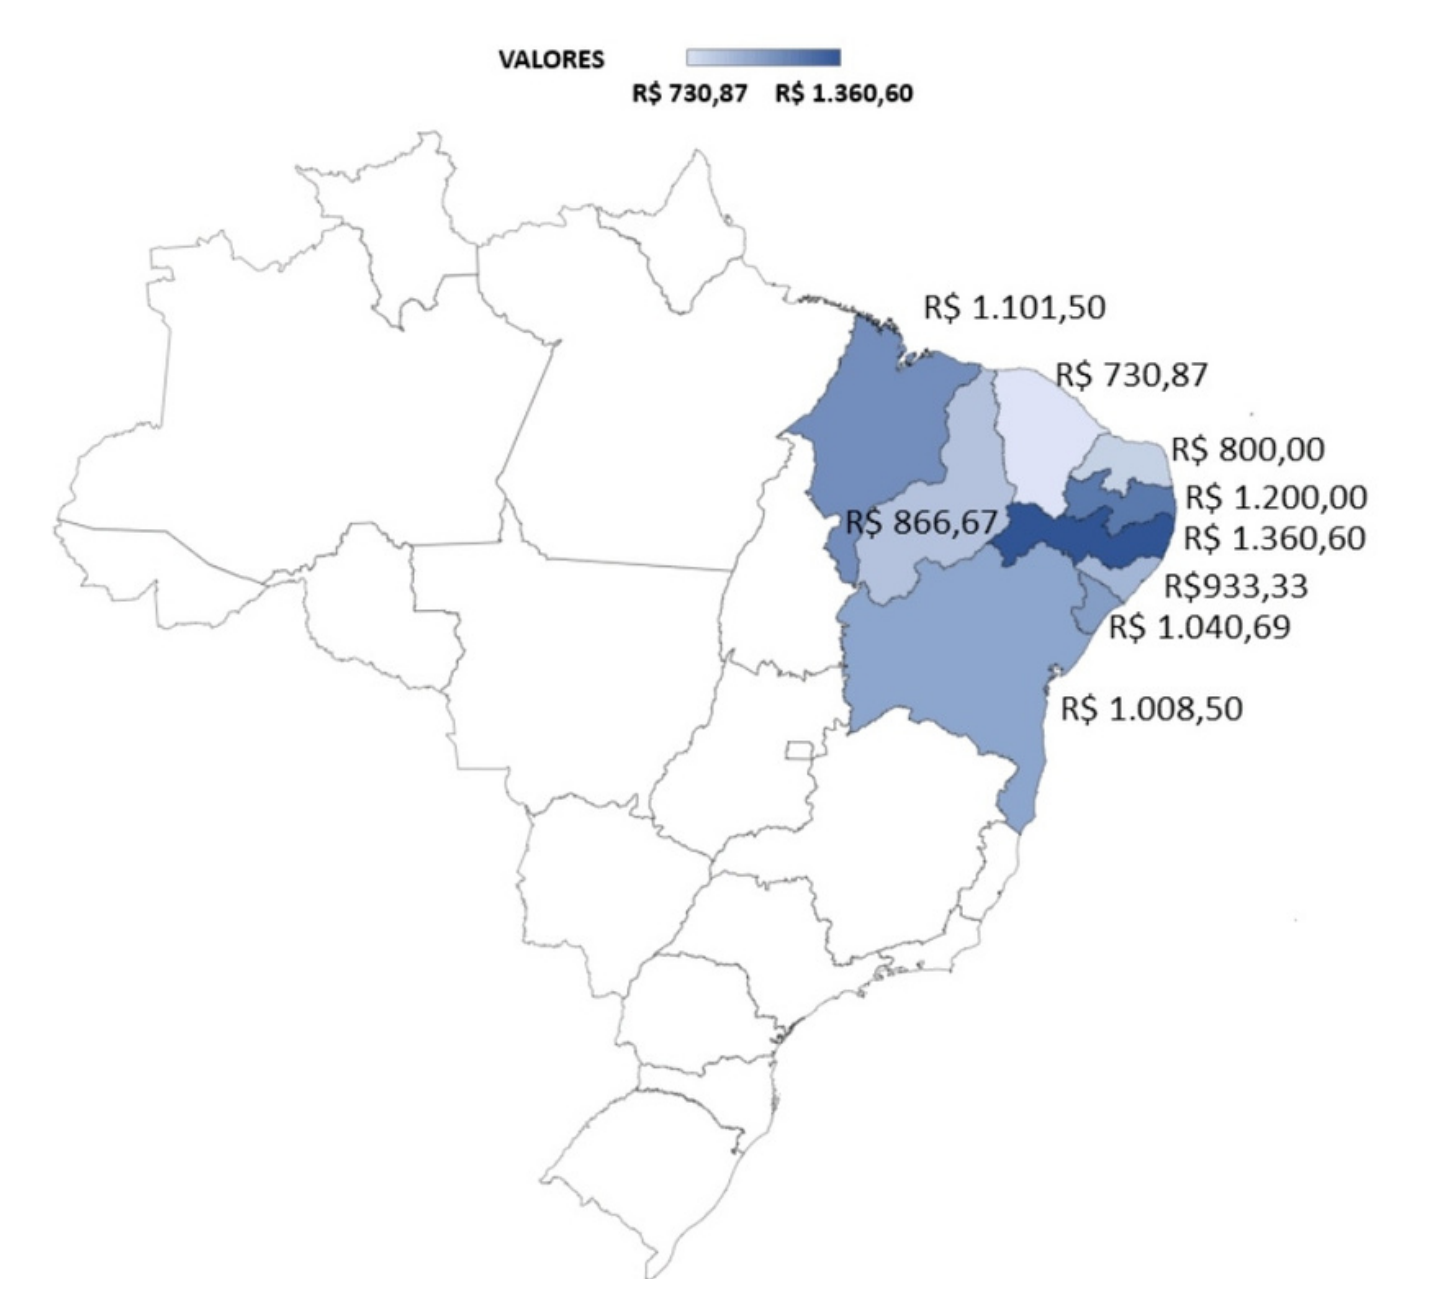 VALORES
R$ 730,87 R$ 1.360,60
R$ 1.101,50
R$ 730,87
R$ 800,00
R$ 1.200,00
R$ 866,67
R$ 1.360,60
R$933,33
R$ 1.040,69
R$ 1.008,50